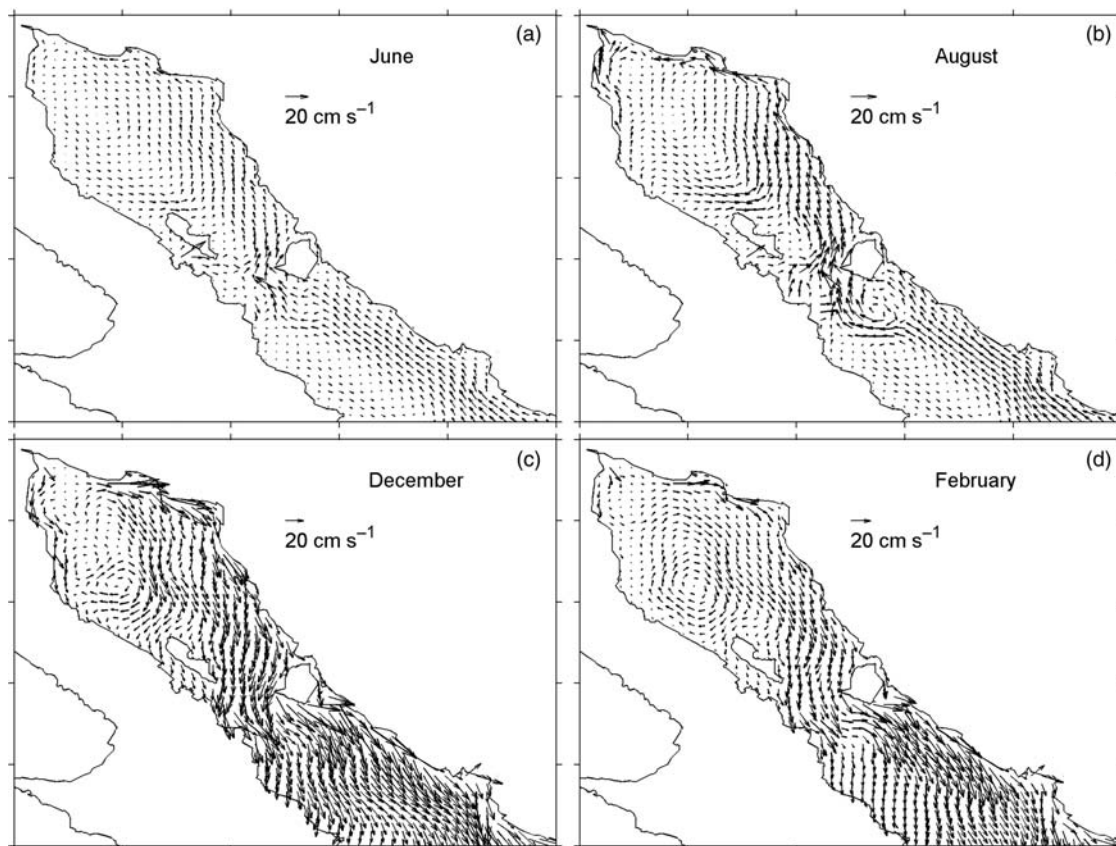 (a)
June
20 cm s⁻¹
(b)
August
20 cm s⁻¹
(c)
December
20 cm s⁻¹
(d)
February
20 cm s⁻¹